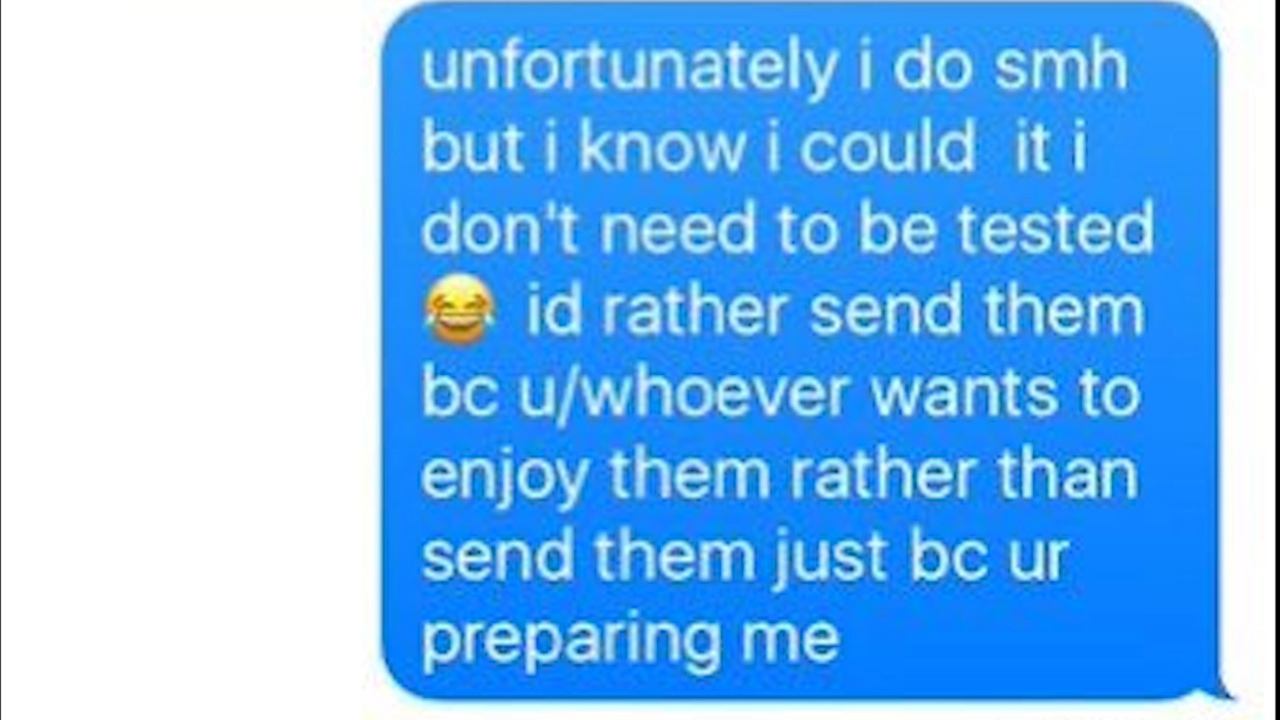 unfortunately i do smh
but i know i could  it i
don't need to be tested
😂 id rather send them
bc u/whoever wants to
enjoy them rather than
send them just bc ur
preparing me